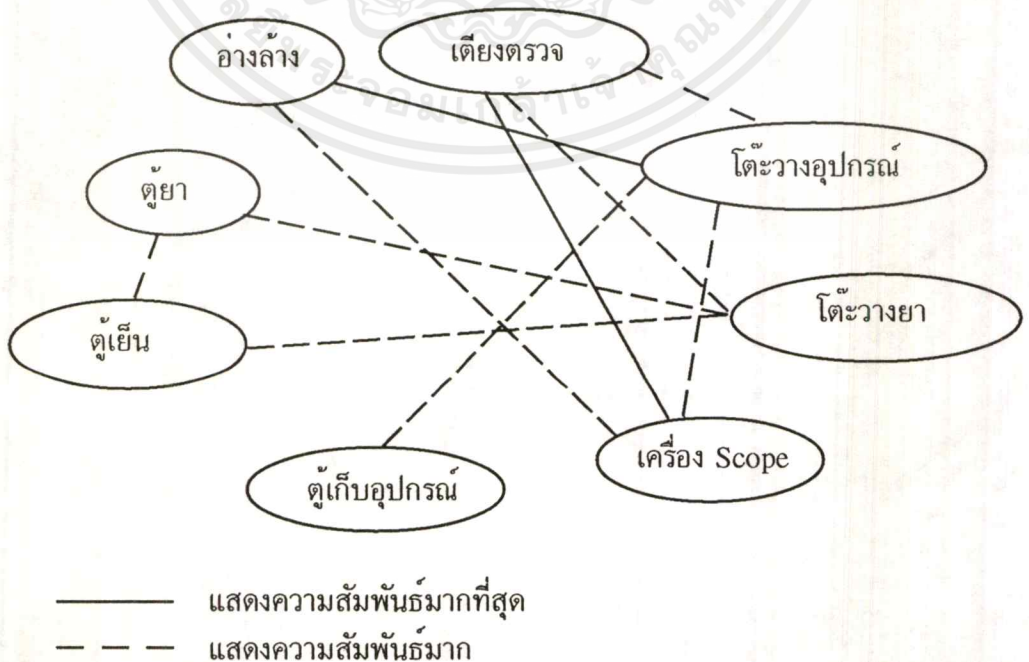 อ่างล้าง
เตียงตรวจ
โต๊ะวางอุปกรณ์
ตู้ยา
โต๊ะวางยา
ตู้เย็น
เครื่อง Scope
ตู้เก็บอุปกรณ์
แสดงความสัมพันธ์มากที่สุด
แสดงความสัมพันธ์มาก